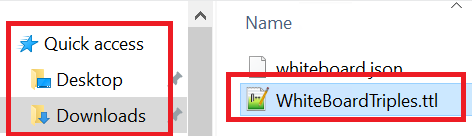 Quick access
Desktop
Downloads
Name
whiteboard.json
WhiteBoardTriples.ttl